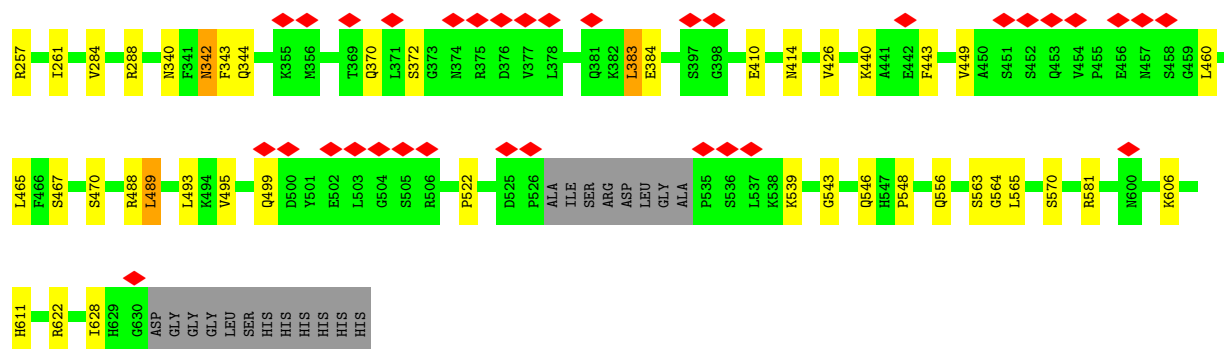 R257 I261 V284 R288 N340 F341 N342 F343 Q344 K355 M356 T369 Q370 L371 S372 G373 N374 R375 D376 V377 L378 Q381 K382 L383 E384 S397 G398 E410 N414 V426 K440 A441 E442 F443 V449 A450 S451 S452 Q453 V454 P455 E456 N457 S458 G459 L460
L465 F466 S467 S470 R488 L489 L493 K494 V495 Q499 D500 Y501 E502 L503 G504 S505 R506 P522 D525 P526 ALA ILE SER ARG ASP LEU GLY ALA P535 S536 L537 K538 K539 G543 Q546 H547 P548 Q556 S563 G564 L565 S570 R581 N600 K606
H611 R622 I628 H629 G630 ASP GLY GLY GLY LEU SER HIS HIS HIS HIS HIS HIS